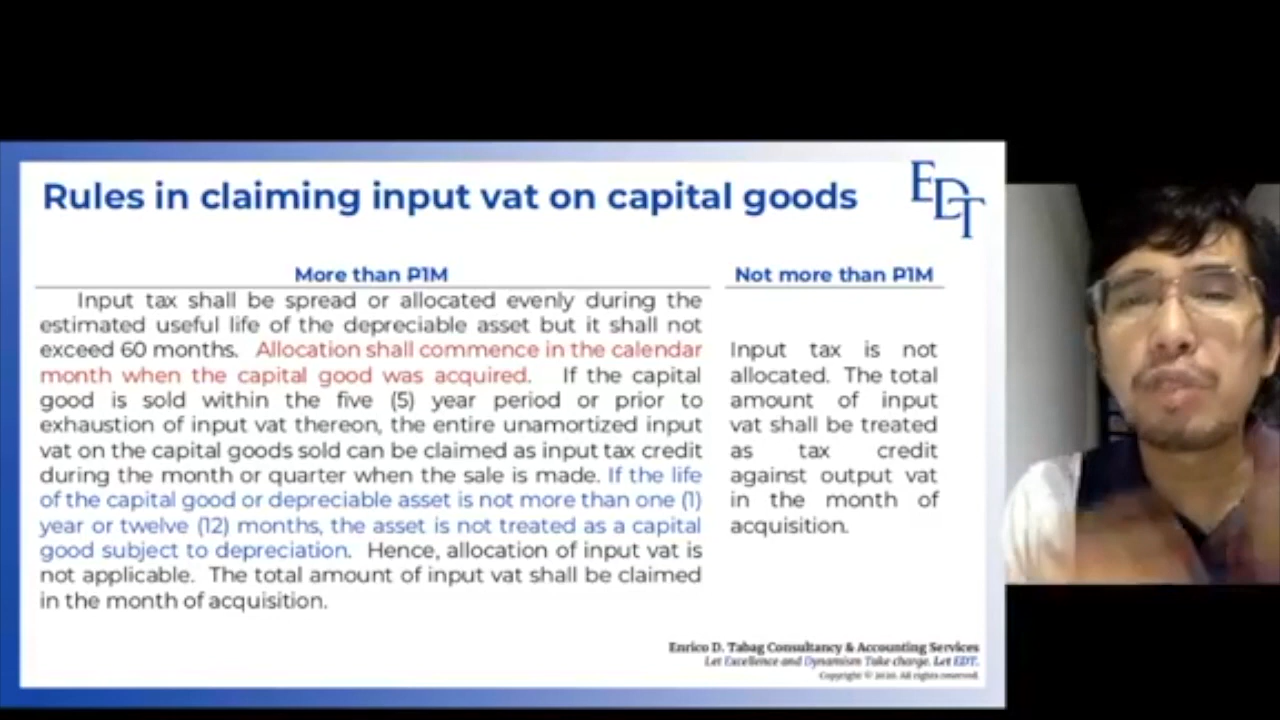 Rules in claiming input vat on capital goods
EDT
More than P1M
Input tax shall be spread or allocated evenly during the
estimated useful life of the depreciable asset but it shall not
exceed 60 months. Allocation shall commence in the calendar
month when the capital good was acquired. If the capital
good is sold within the five (5) year period or prior to
exhaustion of input vat thereon, the entire unamortized input
vat on the capital goods sold can be claimed as input tax credit
during the month or quarter when the sale is made. If the life
of the capital good or depreciable asset is not more than one (1)
year or twelve (12) months, the asset is not treated as a capital
good subject to depreciation. Hence, allocation of input vat is
not applicable. The total amount of input vat shall be claimed
in the month of acquisition.
Not more than P1M
Input tax is not
allocated. The total
amount of input
vat shall be treated
as tax credit
against output vat
in the month of
acquisition.
Enrico D. Tabag Consultancy & Accounting Services
Let Excellence and Dynamism Take charge. Let EDT.
Copyright © 2020. All rights reserved.